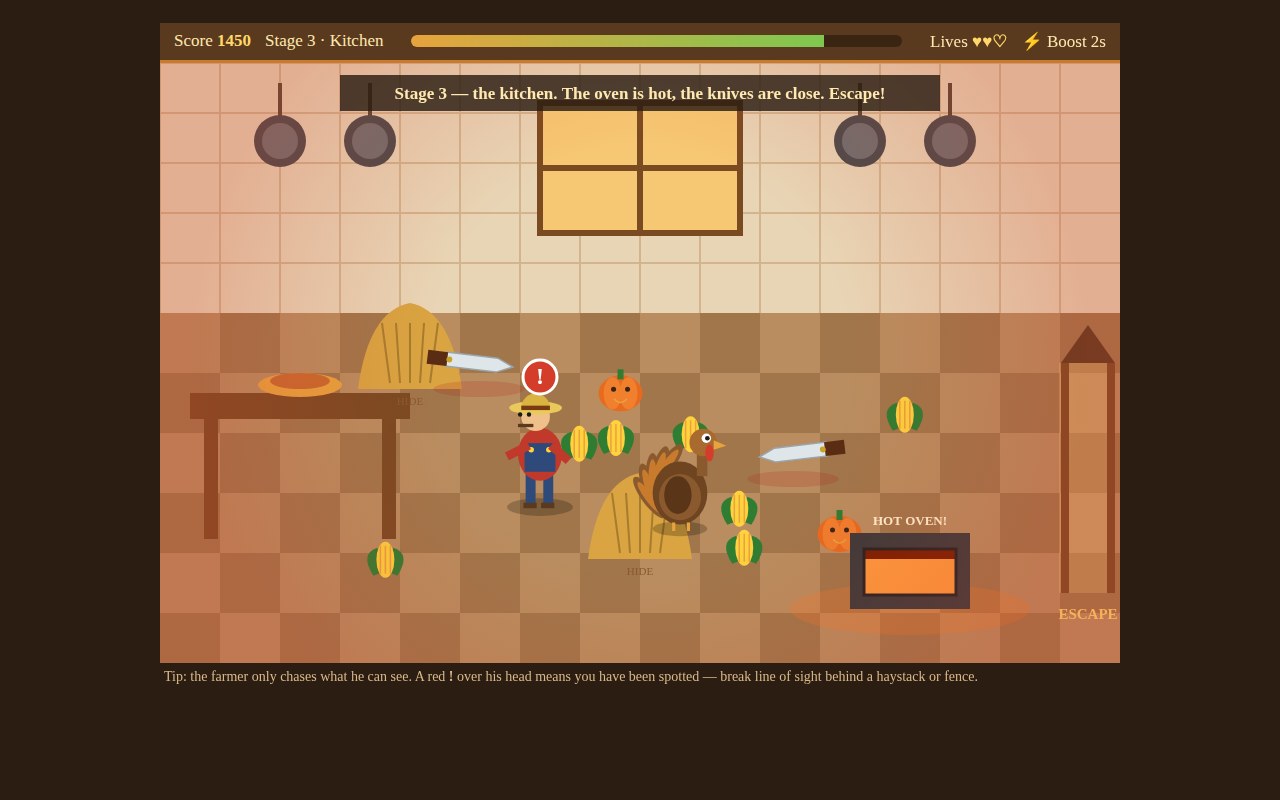 Score 1450 Stage 3 · Kitchen Lives ♥♥♡ ⚡ Boost 2s
Stage 3 — the kitchen. The oven is hot, the knives are close. Escape!
!
HIDE
HOT OVEN!
HIDE
ESCAPE
Tip: the farmer only chases what he can see. A red ! over his head means you have been spotted — break line of sight behind a haystack or fence.